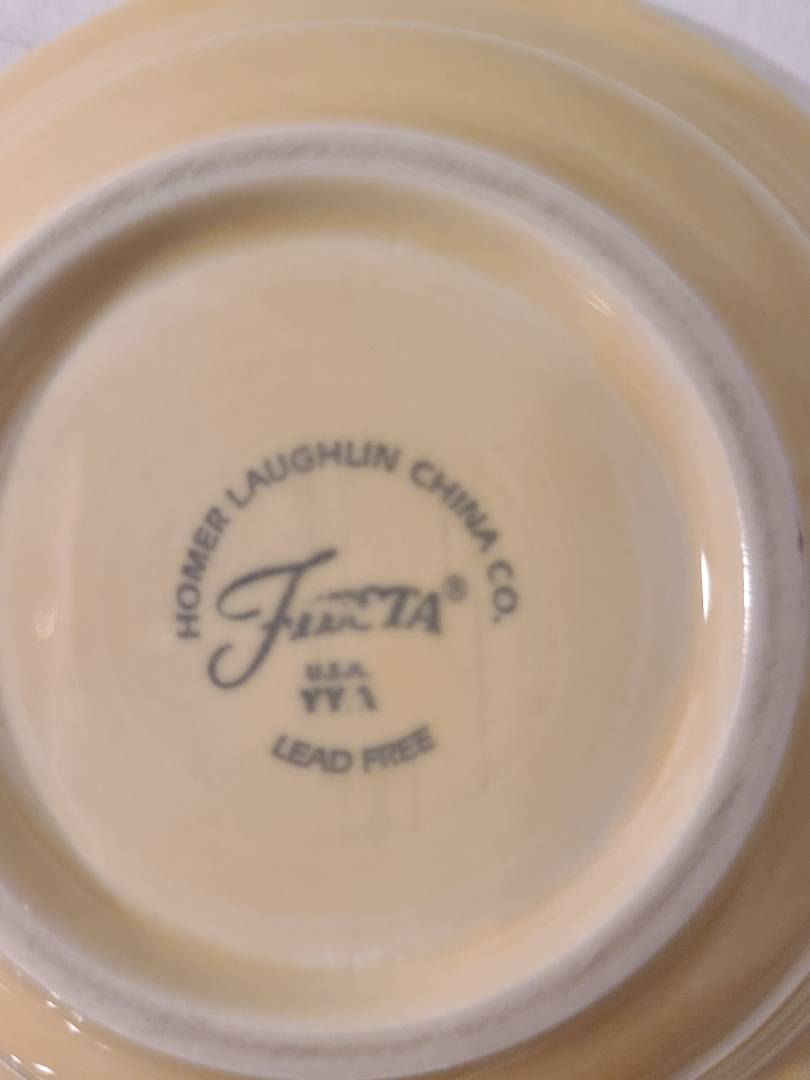 HOMER LAUGHLIN CHINA CO.
FIESTA®
U.S.A.
LEAD FREE